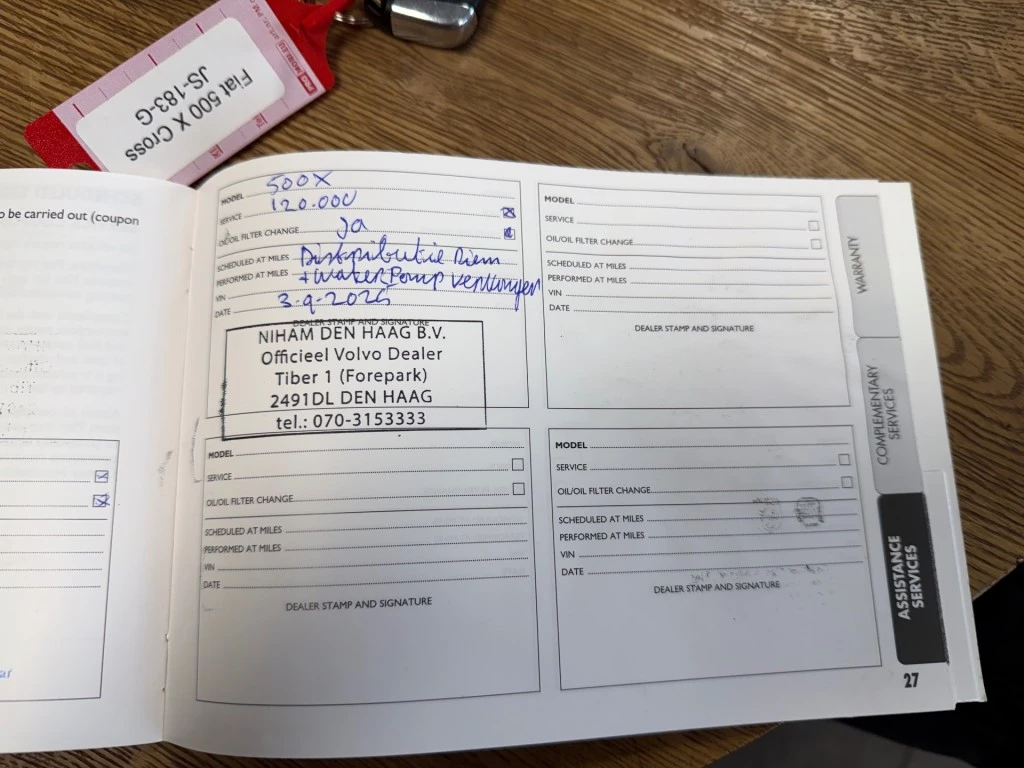 PRO
MOBILEU
Fiat 500 X Cross
JS-183-G
o be carried out (coupon
MODEL 500X
SERVICE 120.000
OIL/OIL FILTER CHANGE Ja
SCHEDULED AT MILES Distributie Riem
PERFORMED AT MILES + WaterPomp
VIN
DATE 3-9-2025
DEALER STAMP AND SIGNATURE
NIHAM DEN HAAG B.V.
Officieel Volvo Dealer
Tiber 1 (Forepark)
2491DL DEN HAAG
tel.: 070-3153333
MODEL
SERVICE
OIL/OIL FILTER CHANGE
SCHEDULED AT MILES
PERFORMED AT MILES
VIN
DATE
DEALER STAMP AND SIGNATURE
MODEL
SERVICE
OIL/OIL FILTER CHANGE
SCHEDULED AT MILES
PERFORMED AT MILES
VIN
DATE
DEALER STAMP AND SIGNATURE
MODEL
SERVICE
OIL/OIL FILTER CHANGE
SCHEDULED AT MILES
PERFORMED AT MILES
VIN
DATE
DEALER STAMP AND SIGNATURE
WARRANTY
COMPLEMENTARY
SERVICES
ASSISTANCE
SERVICES
27
ar